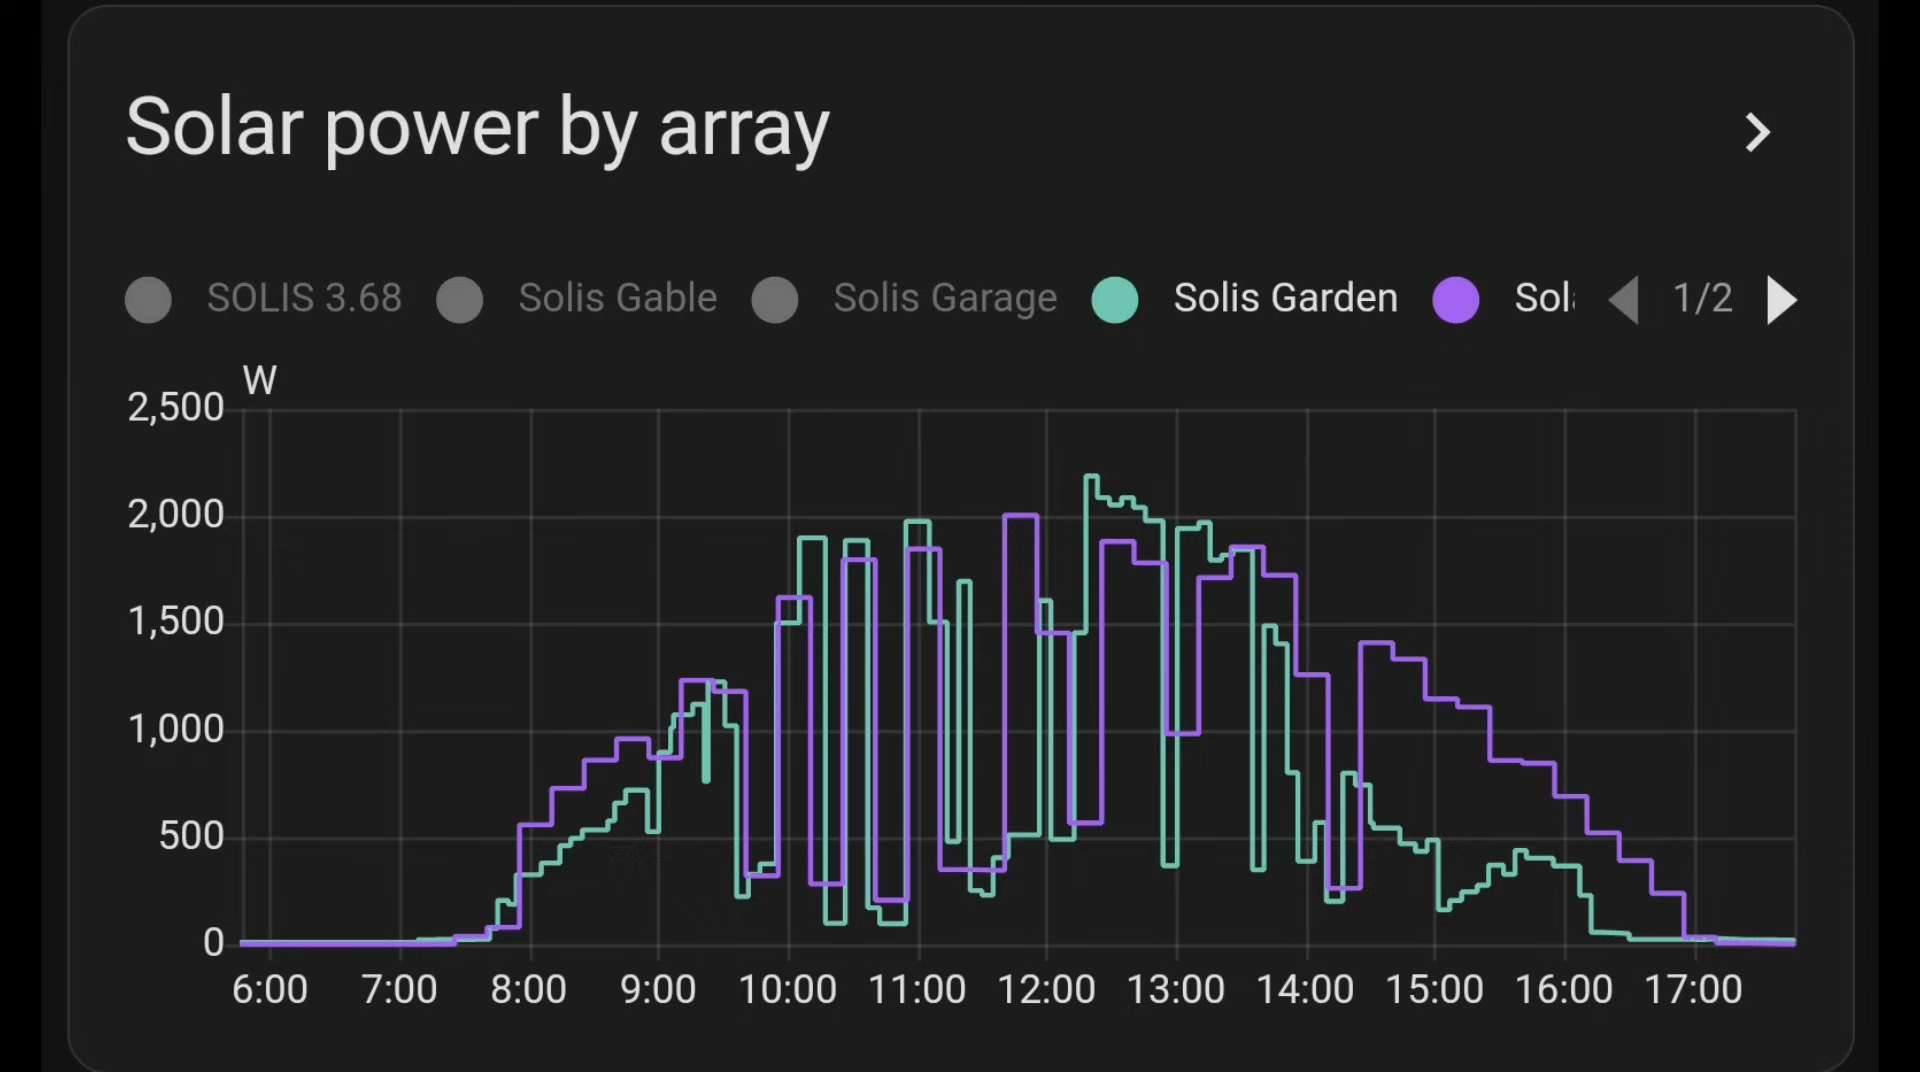 Solar power by array
SOLIS 3.68 Solis Gable Solis Garage Solis Garden Sol 1/2
W
2,500
2,000
1,500
1,000
500
0
6:00 7:00 8:00 9:00 10:00 11:00 12:00 13:00 14:00 15:00 16:00 17:00